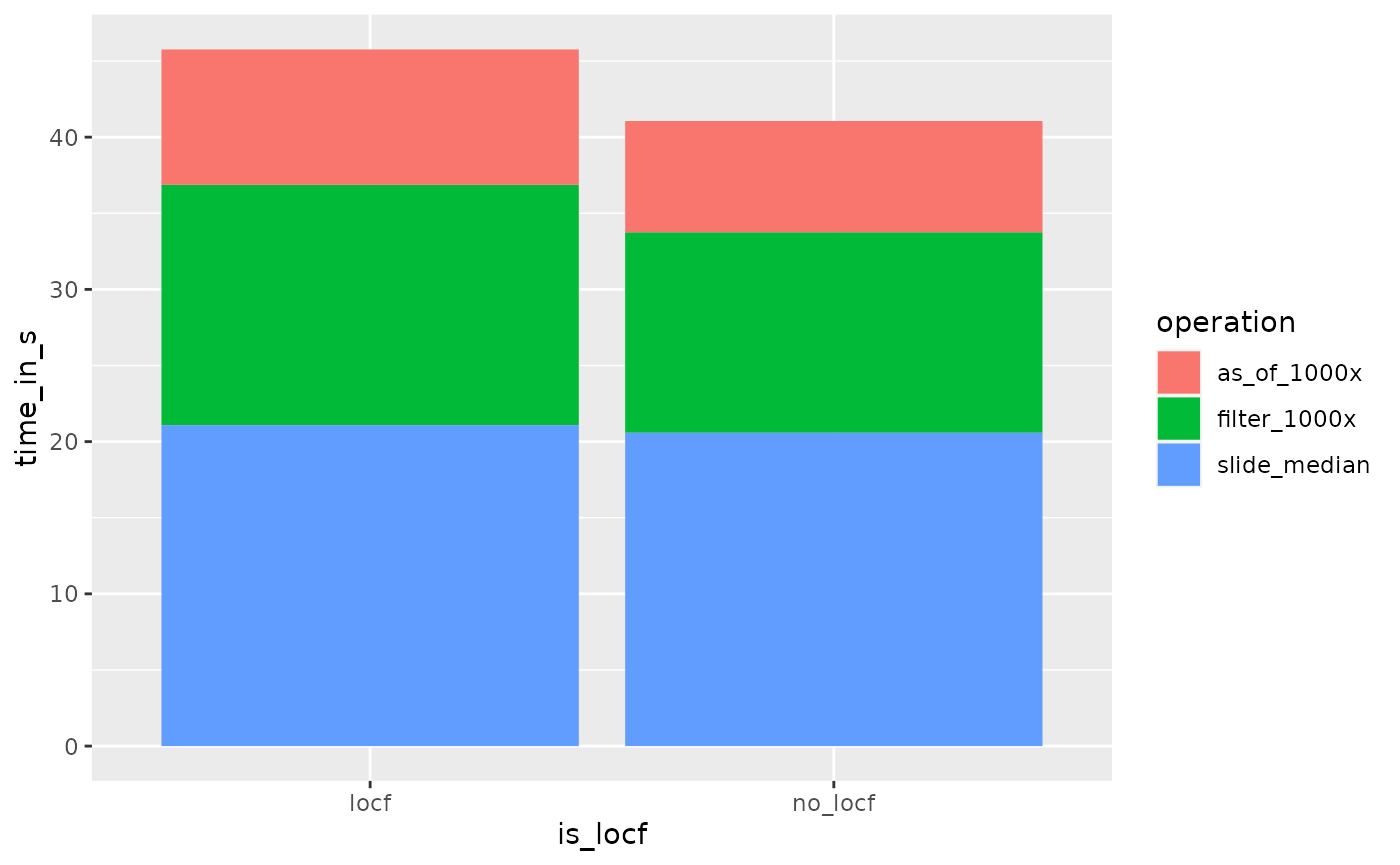 time_in_s
40
30
20
10
0
locf
no_locf
is_locf
operation
as_of_1000x
filter_1000x
slide_median